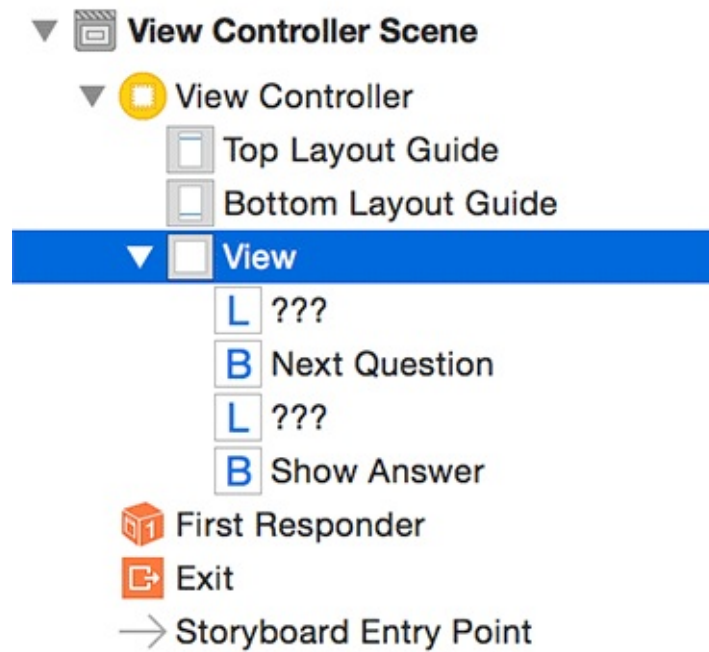 View Controller Scene
View Controller
Top Layout Guide
Bottom Layout Guide
View
L ???
B Next Question
L ???
B Show Answer
1 First Responder
Exit
Storyboard Entry Point